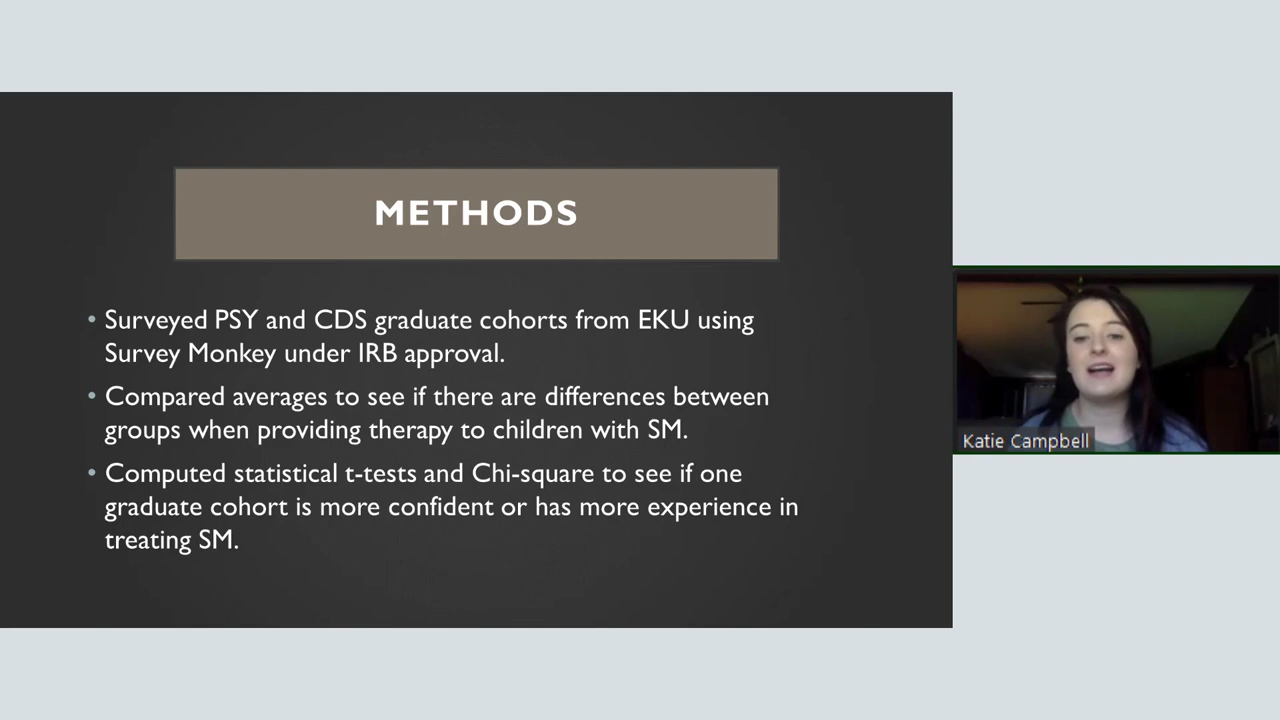 METHODS
• Surveyed PSY and CDS graduate cohorts from EKU using
Survey Monkey under IRB approval.
• Compared averages to see if there are differences between
groups when providing therapy to children with SM.
• Computed statistical t-tests and Chi-square to see if one
graduate cohort is more confident or has more experience in
treating SM.
Katie Campbell